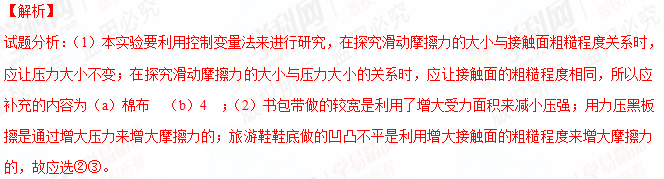 【解析】
试题分析：（1）本实验要利用控制变量法来进行研究，在探究滑动摩擦力的大小与接触面粗糙程度关系时，
应让压力大小不变；在探究滑动摩擦力的大小与压力大小的关系时，应让接触面的粗糙程度相同，所以应
补充的内容为（a）棉布 （b）4 ；（2）书包带做的较宽是利用了增大受力面积来减小压强；用力压黑板
擦是通过增大压力来增大摩擦力的；旅游鞋鞋底做的凹凸不平是利用增大接触面的粗糙程度来增大摩擦力
的，故应选②③。